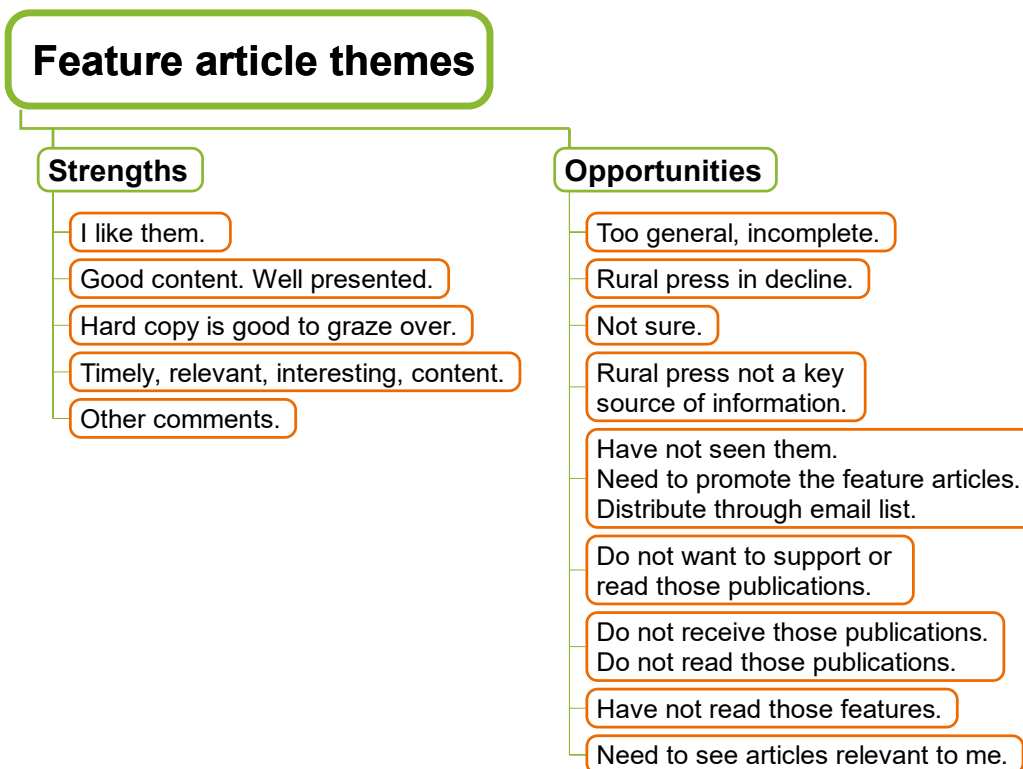 Feature article themes
Strengths
I like them.
Good content. Well presented.
Hard copy is good to graze over.
Timely, relevant, interesting, content.
Other comments.
Opportunities
Too general, incomplete.
Rural press in decline.
Not sure.
Rural press not a key
source of information.
Have not seen them.
Need to promote the feature articles.
Distribute through email list.
Do not want to support or
read those publications.
Do not receive those publications.
Do not read those publications.
Have not read those features.
Need to see articles relevant to me.